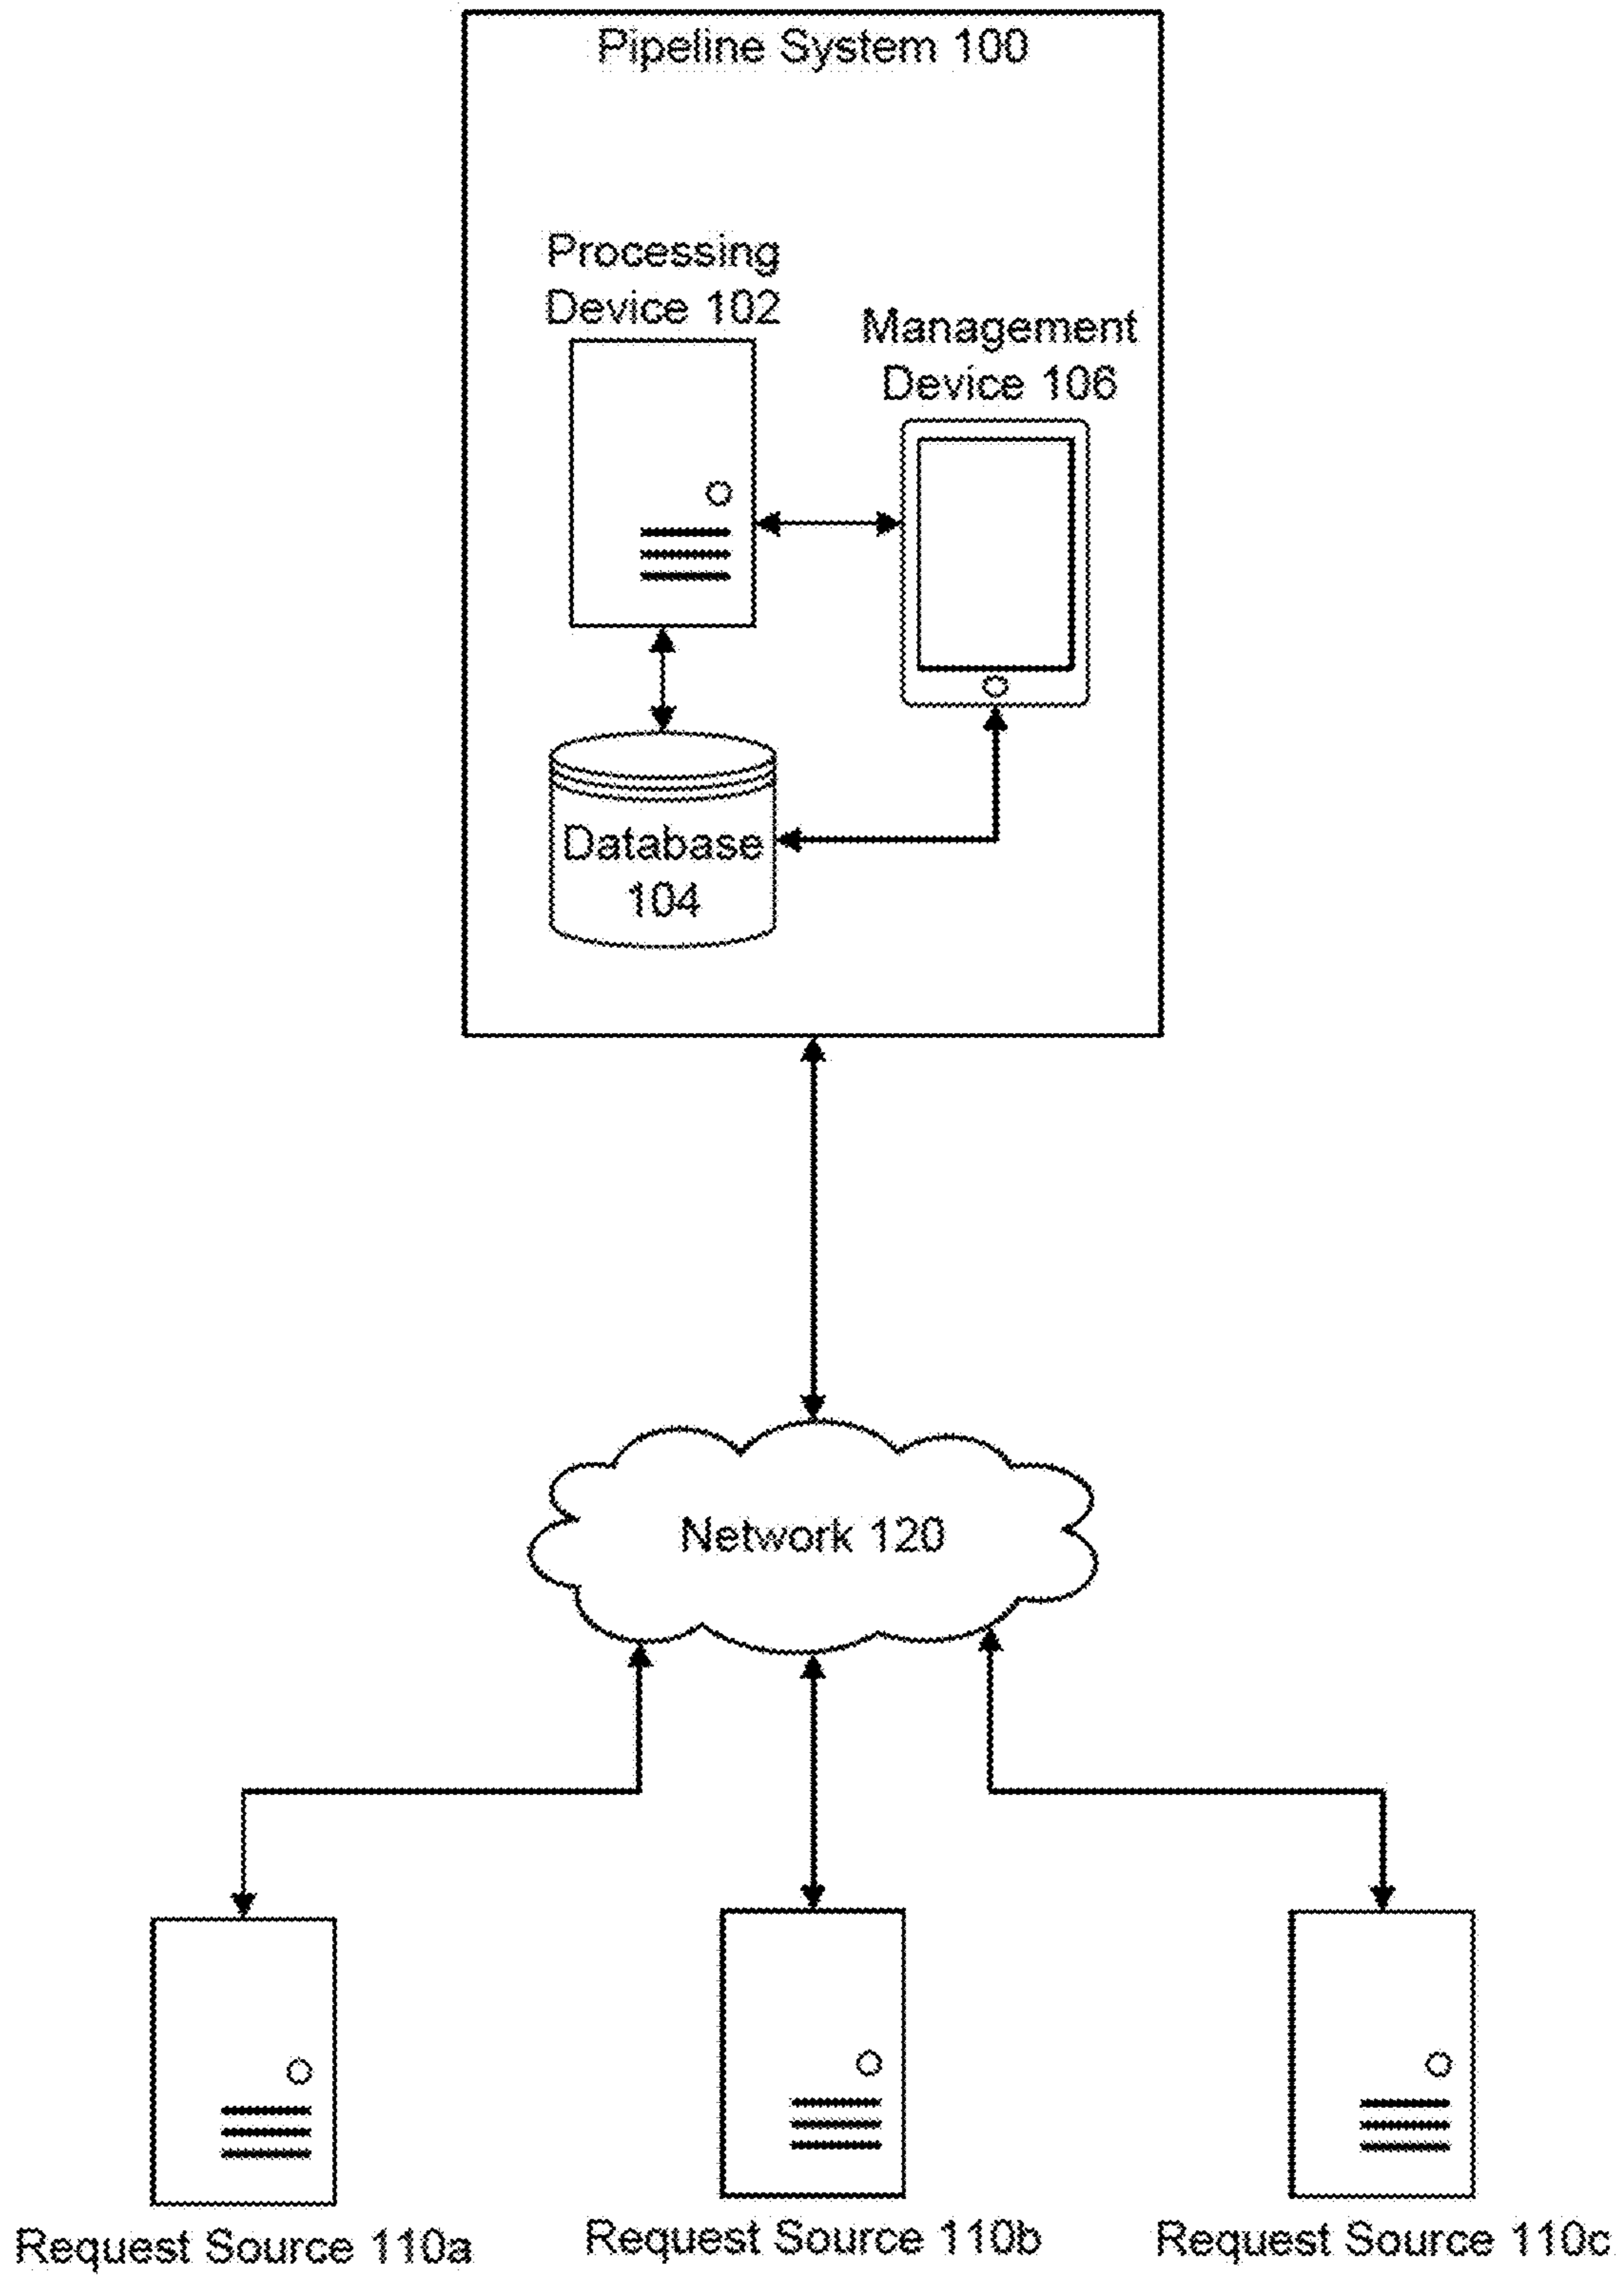 Pipeline System 100
Processing
Device 102
Management
Device 106
Database
104
Network 120
Request Source 110a
Request Source 110b
Request Source 110c